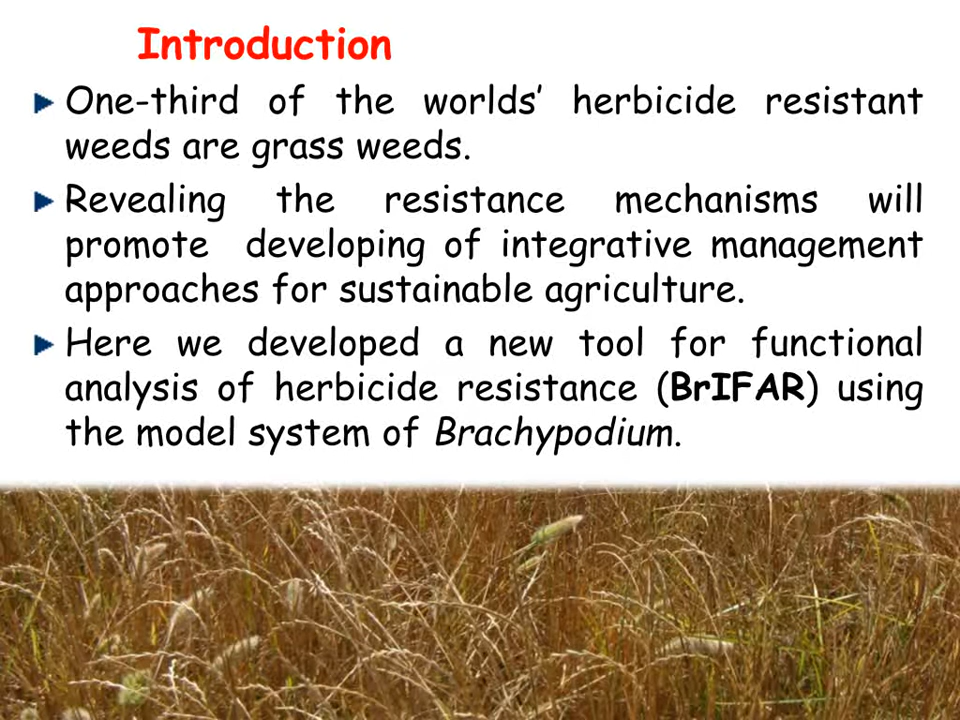 Introduction
One-third of the worlds’ herbicide resistant
weeds are grass weeds.
Revealing the resistance mechanisms will
promote developing of integrative management
approaches for sustainable agriculture.
Here we developed a new tool for functional
analysis of herbicide resistance (BrIFAR) using
the model system of Brachypodium.